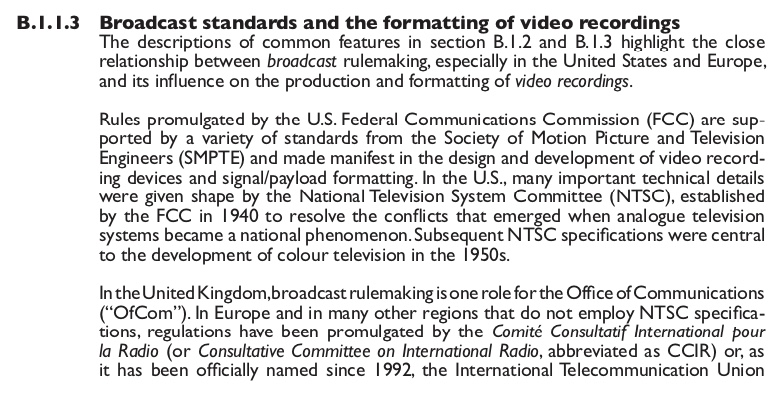 B.1.1.3 Broadcast standards and the formatting of video recordings
The descriptions of common features in section B.1.2 and B.1.3 highlight the close
relationship between broadcast rulemaking, especially in the United States and Europe,
and its influence on the production and formatting of video recordings.
Rules promulgated by the U.S. Federal Communications Commission (FCC) are sup-
ported by a variety of standards from the Society of Motion Picture and Television
Engineers (SMPTE) and made manifest in the design and development of video record-
ing devices and signal/payload formatting. In the U.S., many important technical details
were given shape by the National Television System Committee (NTSC), established
by the FCC in 1940 to resolve the conflicts that emerged when analogue television
systems became a national phenomenon. Subsequent NTSC specifications were central
to the development of colour television in the 1950s.
In the United Kingdom, broadcast rulemaking is one role for the Office of Communications
(“OfCom”). In Europe and in many other regions that do not employ NTSC specifica-
tions, regulations have been promulgated by the Comité Consultatif International pour
la Radio (or Consultative Committee on International Radio, abbreviated as CCIR) or, as
it has been officially named since 1992, the International Telecommunication Union